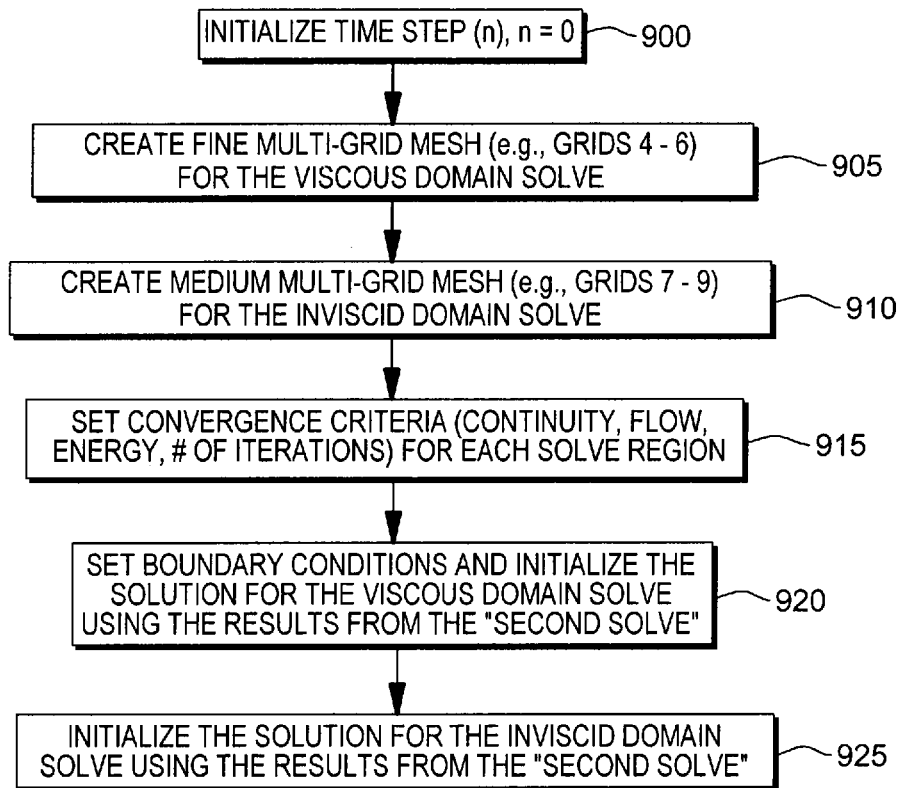 INITIALIZE TIME STEP (n), n = 0
900
CREATE FINE MULTI-GRID MESH (e.g., GRIDS 4 - 6)
FOR THE VISCOUS DOMAIN SOLVE
905
CREATE MEDIUM MULTI-GRID MESH (e.g., GRIDS 7 - 9)
FOR THE INVISCID DOMAIN SOLVE
910
SET CONVERGENCE CRITERIA (CONTINUITY, FLOW,
ENERGY, # OF ITERATIONS) FOR EACH SOLVE REGION
915
SET BOUNDARY CONDITIONS AND INITIALIZE THE
SOLUTION FOR THE VISCOUS DOMAIN SOLVE
USING THE RESULTS FROM THE "SECOND SOLVE"
920
INITIALIZE THE SOLUTION FOR THE INVISCID DOMAIN
SOLVE USING THE RESULTS FROM THE "SECOND SOLVE"
925